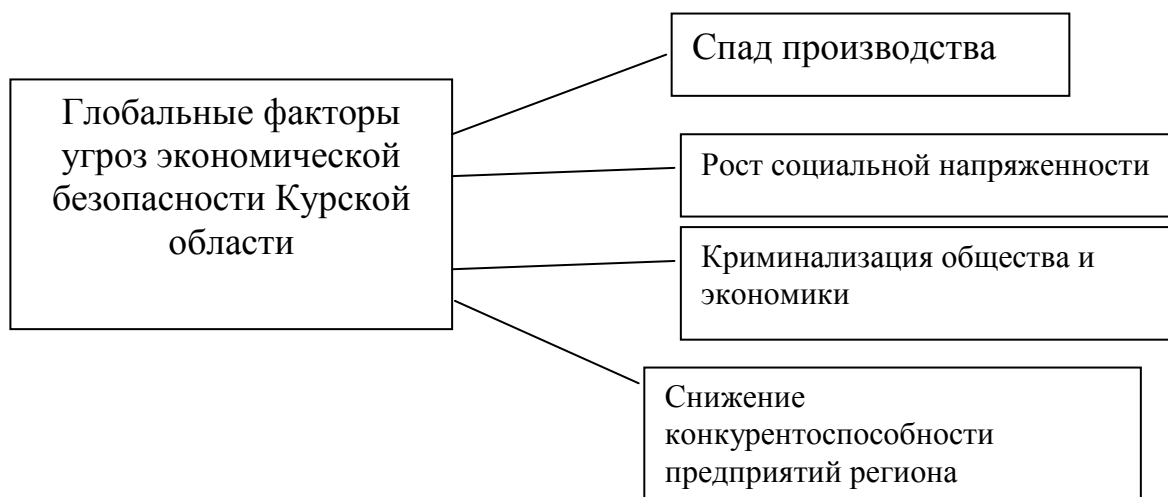 Глобальные факторы
угроз экономической
безопасности Курской
области
Спад производства
Рост социальной напряженности
Криминализация общества и
экономики
Снижение
конкурентоспособности
предприятий региона